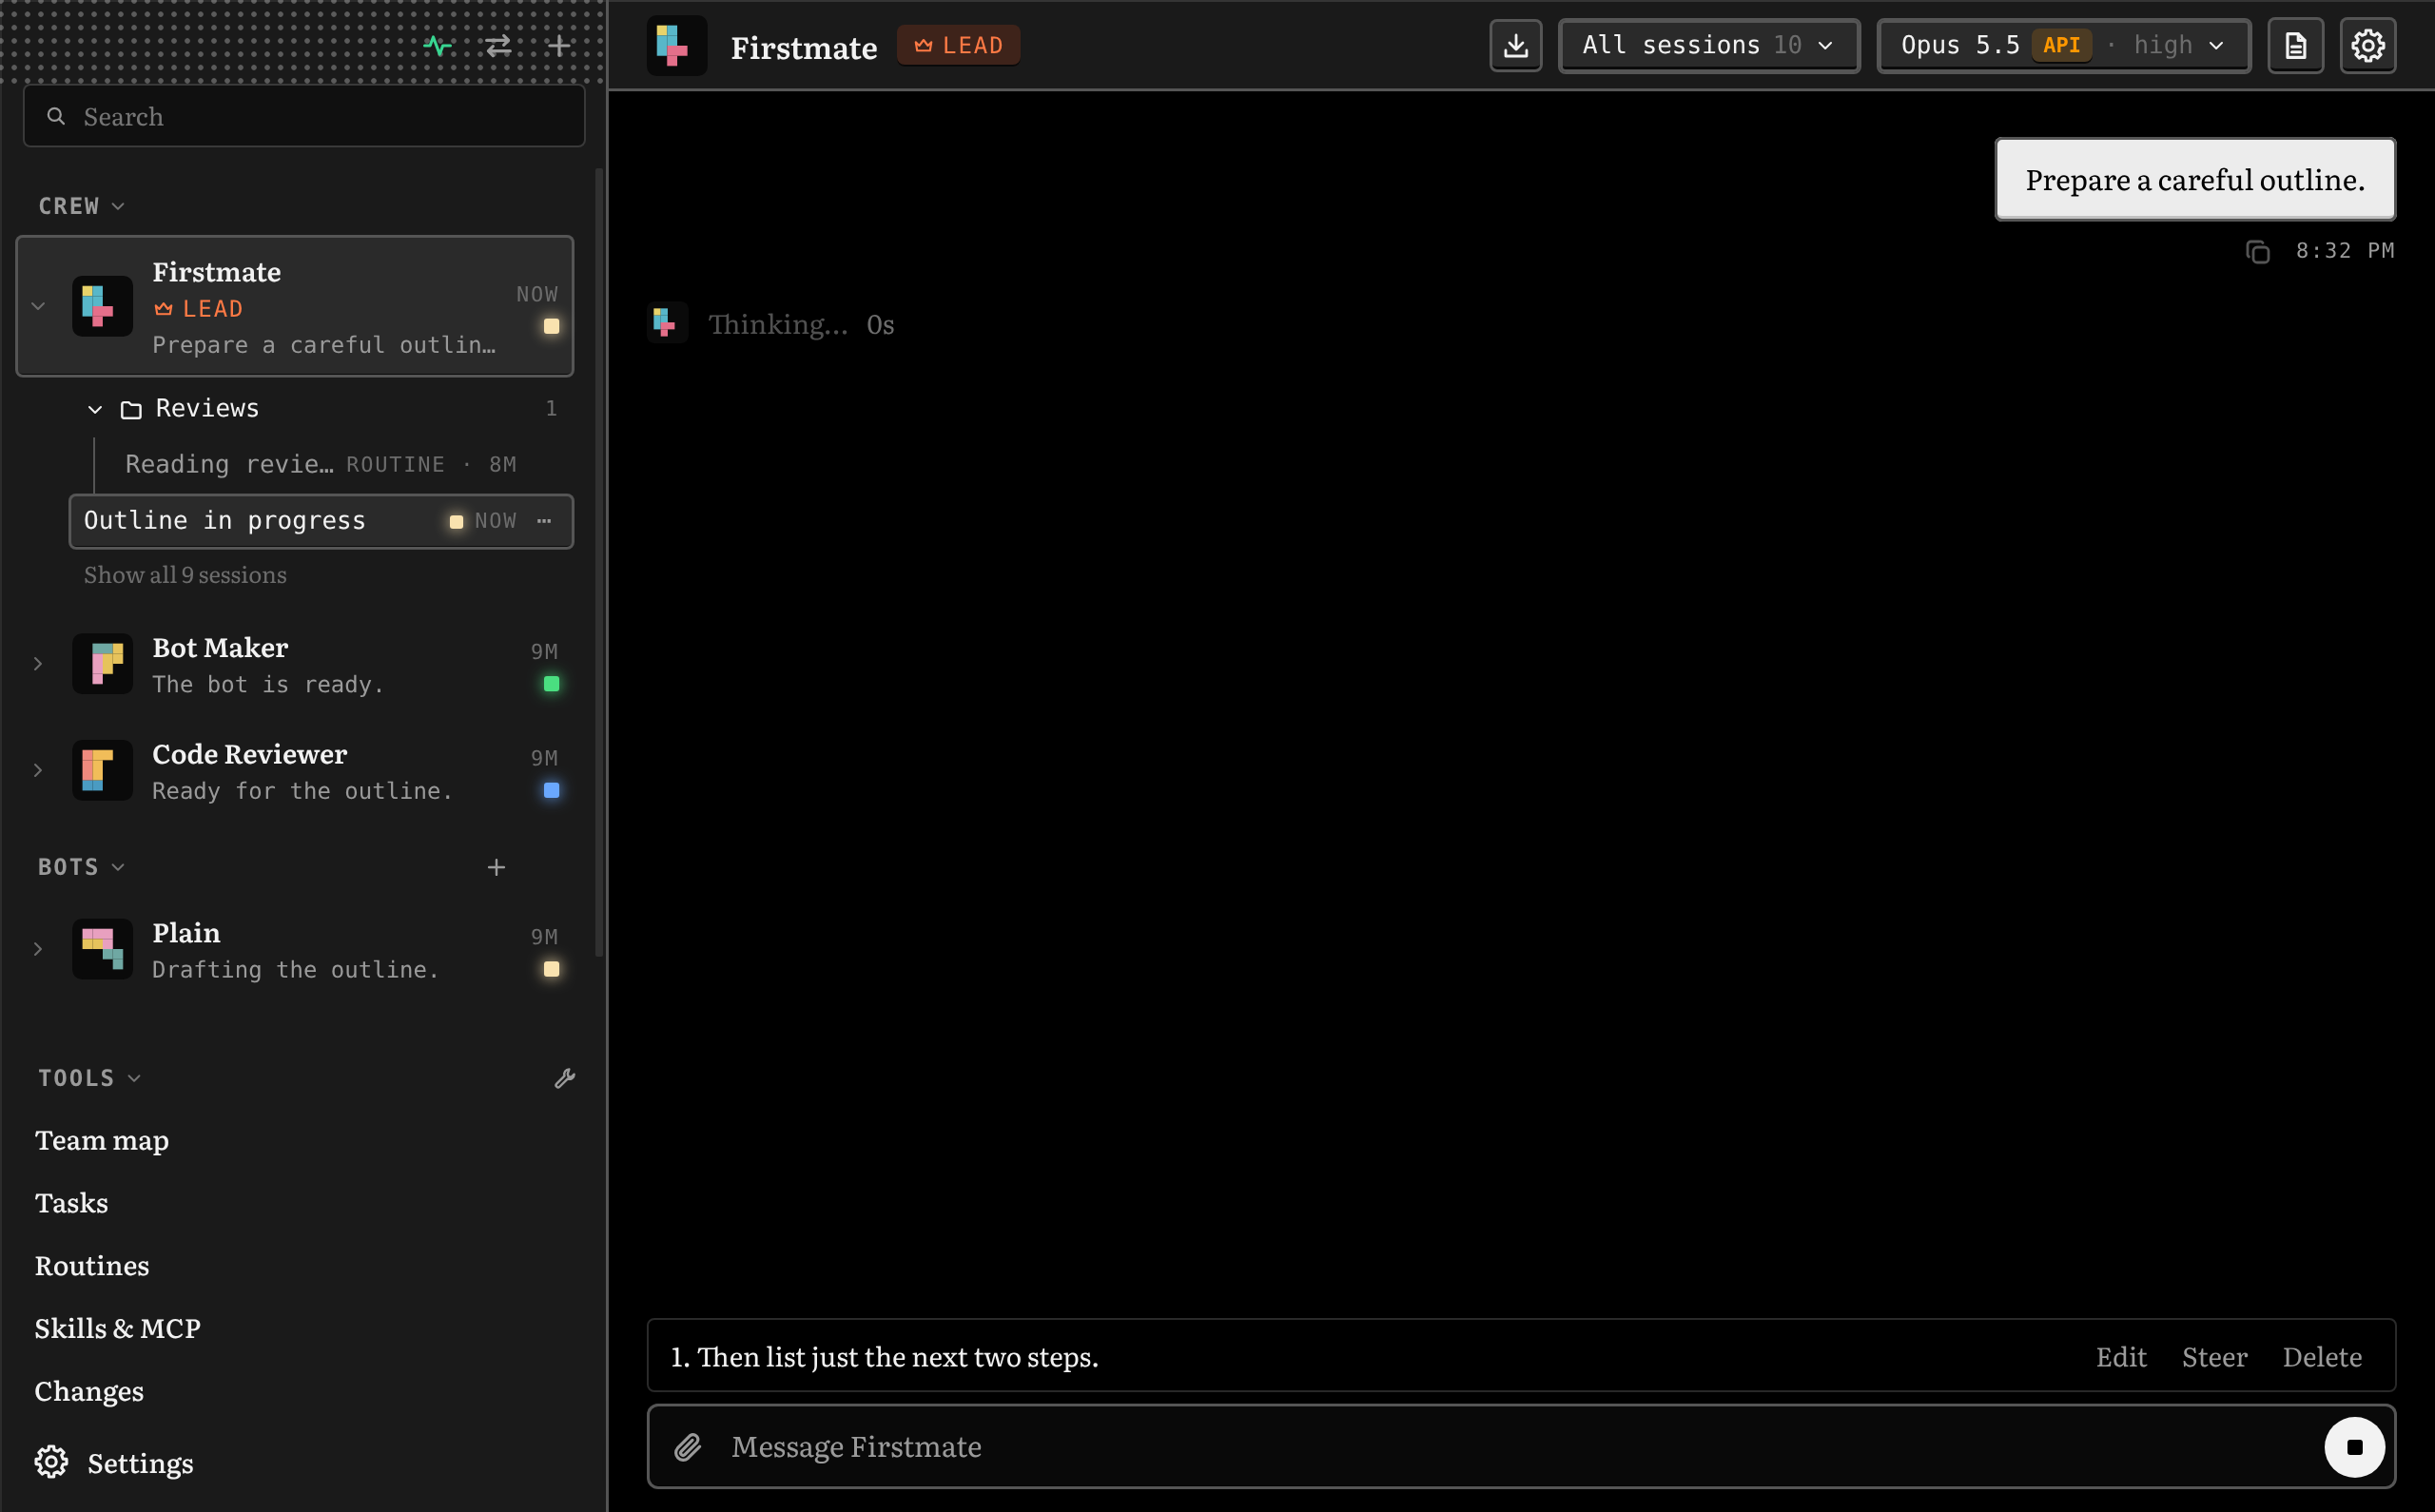 Search
CREW
Firstmate
LEAD
NOW
Prepare a careful outlin…
Reviews 1
Reading revie… ROUTINE · 8M
Outline in progress NOW …
Show all 9 sessions
Bot Maker 9M
The bot is ready.
Code Reviewer 9M
Ready for the outline.
BOTS
Plain 9M
Drafting the outline.
TOOLS
Team map
Tasks
Routines
Skills & MCP
Changes
Settings
Firstmate LEAD
All sessions 10
Opus 5.5 API · high
Prepare a careful outline.
8:32 PM
Thinking... 0s
1. Then list just the next two steps. Edit Steer Delete
Message Firstmate